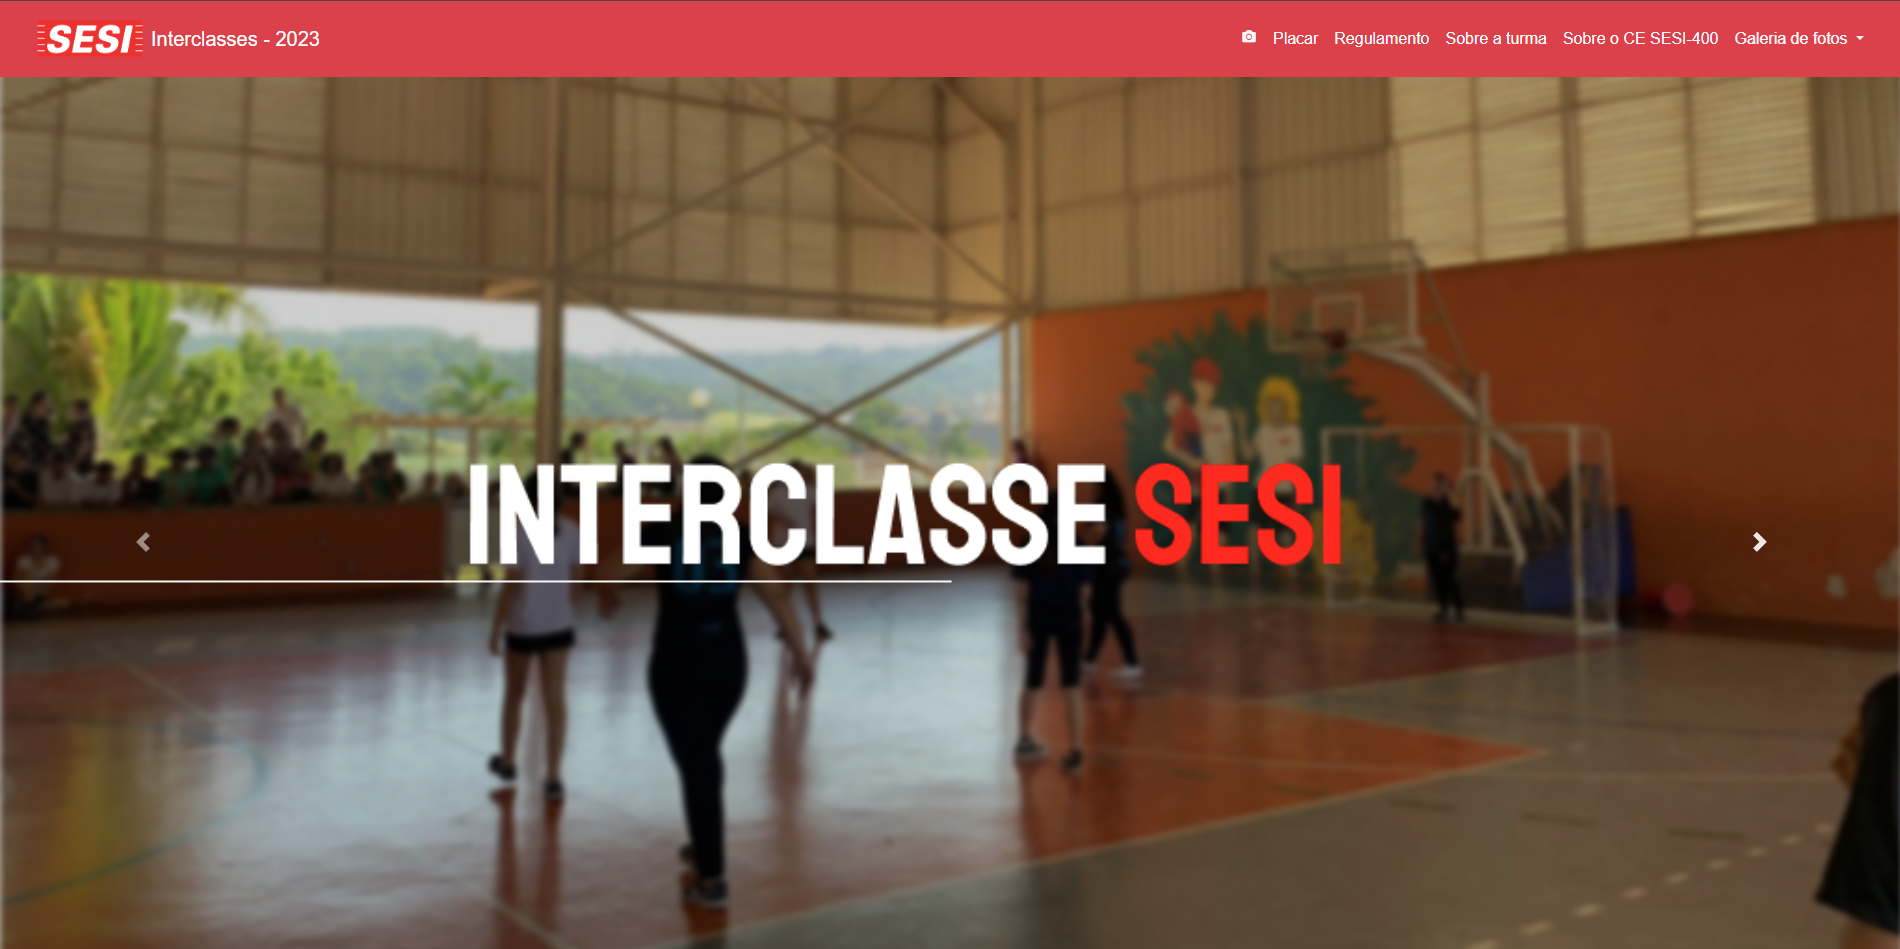 SESI Interclasses - 2023
Placar Regulamento Sobre a turma Sobre o CE SESI-400 Galeria de fotos
INTERCLASSE SESI